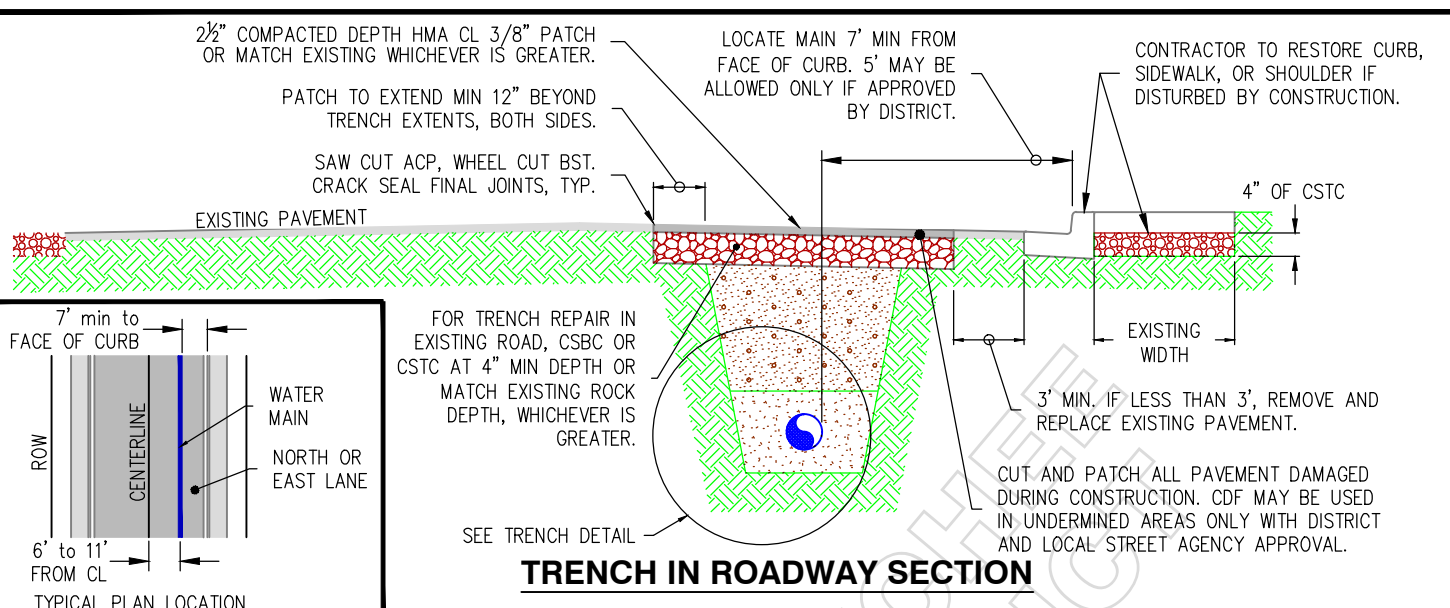 2½" COMPACTED DEPTH HMA CL 3/8" PATCH
OR MATCH EXISTING WHICHEVER IS GREATER.
PATCH TO EXTEND MIN 12" BEYOND
TRENCH EXTENTS, BOTH SIDES.
SAW CUT ACP, WHEEL CUT BST.
CRACK SEAL FINAL JOINTS, TYP.
EXISTING PAVEMENT
LOCATE MAIN 7' MIN FROM
FACE OF CURB. 5' MAY BE
ALLOWED ONLY IF APPROVED
BY DISTRICT.
CONTRACTOR TO RESTORE CURB,
SIDEWALK, OR SHOULDER IF
DISTURBED BY CONSTRUCTION.
4" OF CSTC
FOR TRENCH REPAIR IN
EXISTING ROAD, CSBC OR
CSTC AT 4" MIN DEPTH OR
MATCH EXISTING ROCK
DEPTH, WHICHEVER IS
GREATER.
EXISTING
WIDTH
3' MIN. IF LESS THAN 3', REMOVE AND
REPLACE EXISTING PAVEMENT.
CUT AND PATCH ALL PAVEMENT DAMAGED
DURING CONSTRUCTION. CDF MAY BE USED
IN UNDERMINED AREAS ONLY WITH DISTRICT
AND LOCAL STREET AGENCY APPROVAL.
SEE TRENCH DETAIL
TRENCH IN ROADWAY SECTION
7' min to
FACE OF CURB
ROW
CENTERLINE
WATER
MAIN
NORTH OR
EAST LANE
6' to 11'
FROM CL
TYPICAL PLAN LOCATION